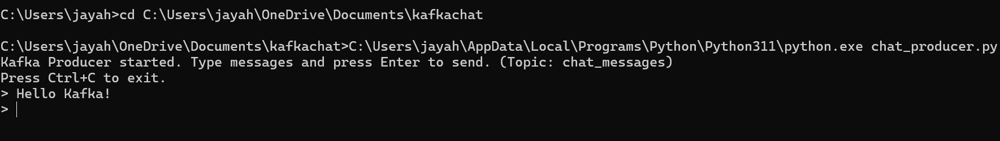 C:\Users\jayah>cd C:\Users\jayah\OneDrive\Documents\kafkachat
C:\Users\jayah\OneDrive\Documents\kafkachat>C:\Users\jayah\AppData\Local\Programs\Python\Python311\python.exe chat_producer.py
Kafka Producer started. Type messages and press Enter to send. (Topic: chat_messages)
Press Ctrl+C to exit.
> Hello Kafka!
>